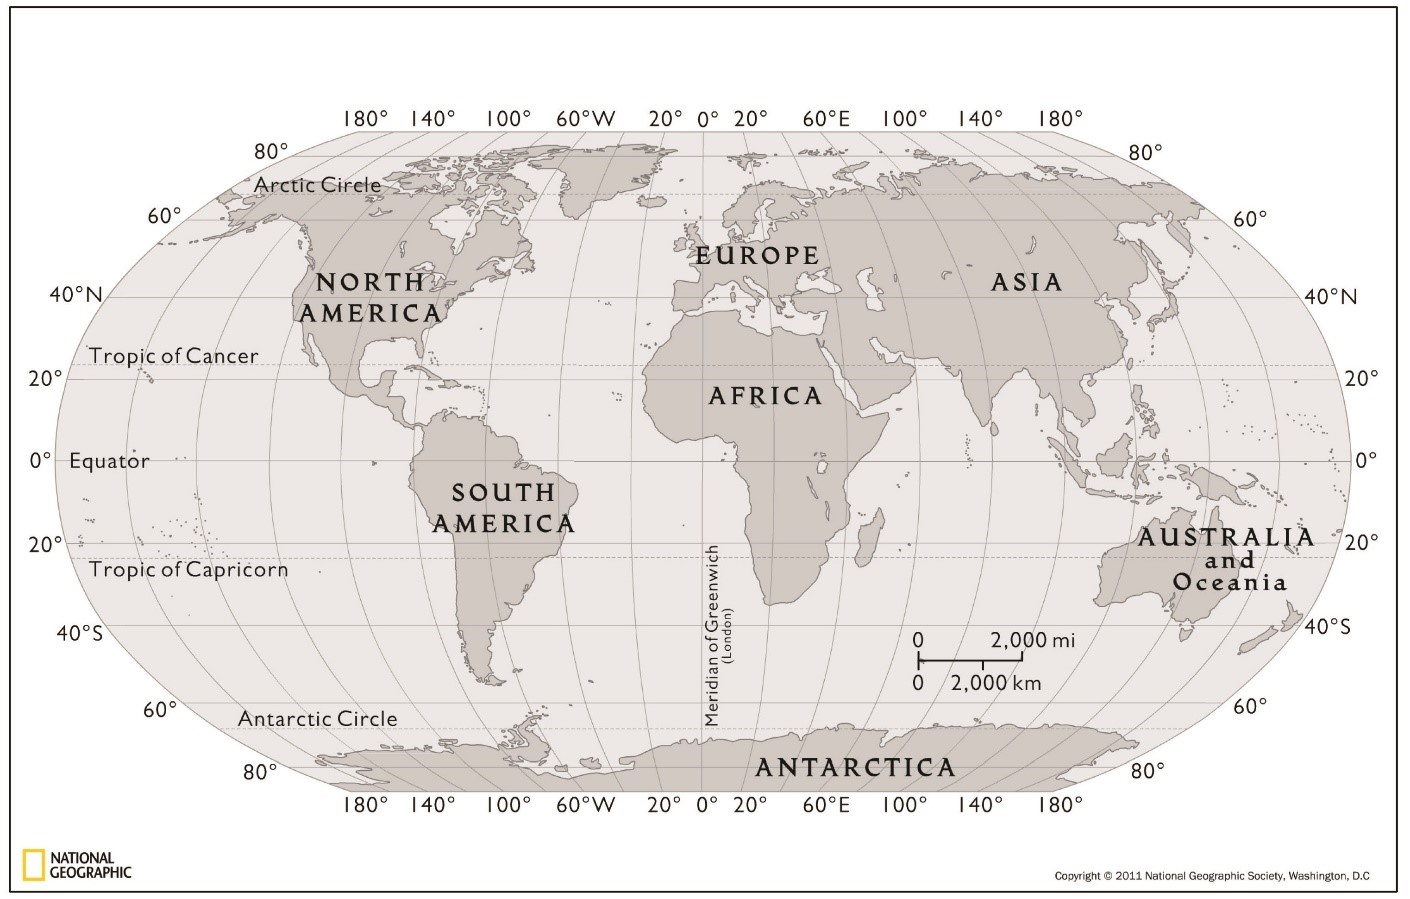 180° 140° 100° 60°W 20° 0° 20° 60°E 100° 140° 180°
80° 80°
Arctic Circle
60° 60°
EUROPE
NORTH
AMERICA
ASIA
40°N 40°N
Tropic of Cancer
20° 20°
AFRICA
0° Equator 0°
SOUTH
AMERICA
AUSTRALIA
and
Oceania
20° 20°
Tropic of Capricorn
Meridian of Greenwich
(London)
40°S 40°S
0 2,000 mi
0 2,000 km
60° 60°
Antarctic Circle
ANTARCTICA
80° 80°
180° 140° 100° 60°W 20° 0° 20° 60°E 100° 140° 180°
NATIONAL
GEOGRAPHIC
Copyright © 2011 National Geographic Society, Washington, D.C